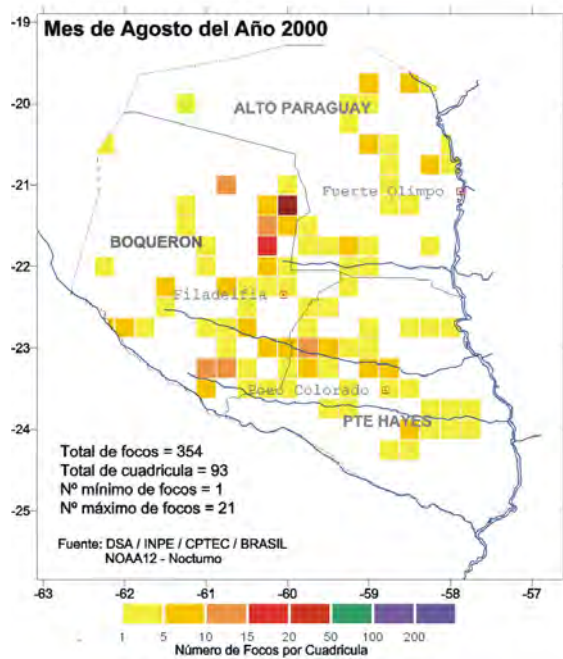 Mes de Agosto del Año 2000
-19
-20
-21
-22
-23
-24
-25
ALTO PARAGUAY
Fuerte Olimpo
BOQUERON
Filadelfia
Pozo Colorado
PTE HAYES
Total de focos = 354
Total de cuadricula = 93
Nº mínimo de focos = 1
Nº máximo de focos = 21
Fuente: DSA / INPE / CPTEC / BRASIL
NOAA12 - Nocturno
-63 -62 -61 -60 -59 -58 -57
1 5 10 15 20 50 100 200
Número de Focos por Cuadricula